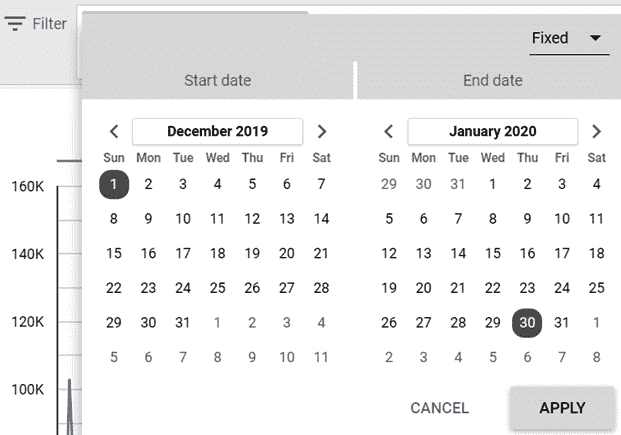 Filter
Fixed
Start date End date
December 2019 January 2020
Sun Mon Tue Wed Thu Fri Sat Sun Mon Tue Wed Thu Fri Sat
160K 1 2 3 4 5 6 7 29 30 31 1 2 3 4
8 9 10 11 12 13 14 5 6 7 8 9 10 11
140K 15 16 17 18 19 20 21 12 13 14 15 16 17 18
22 23 24 25 26 27 28 19 20 21 22 23 24 25
120K 29 30 31 1 2 3 4 26 27 28 29 30 31 1
5 6 7 8 9 10 11 2 3 4 5 6 7 8
100K
CANCEL APPLY